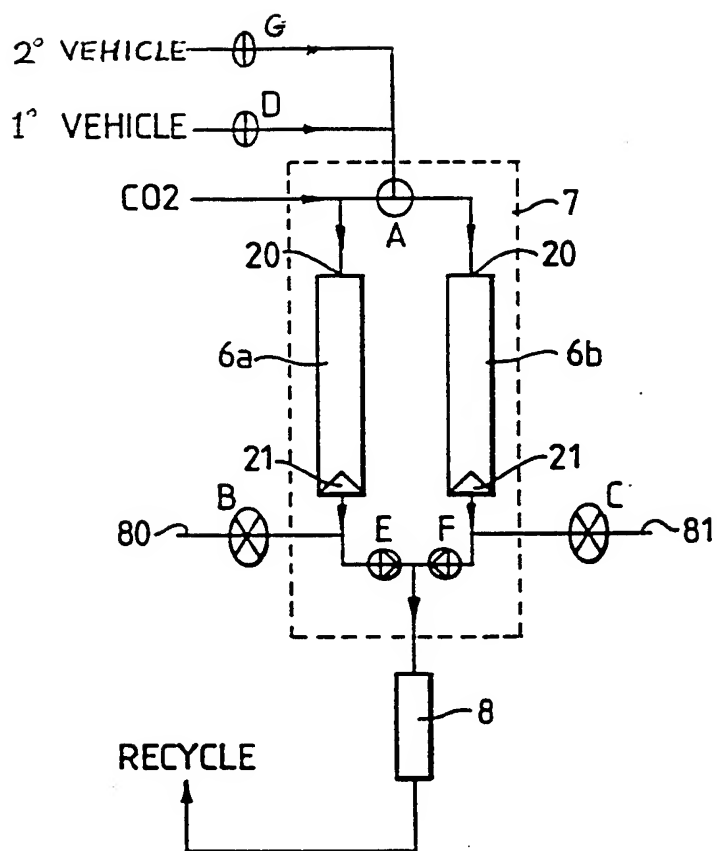 2° VEHICLE G
1° VEHICLE D
CO2
A
7
20 20
6a 6b
21 21
B C
80 E F 81
8
RECYCLE